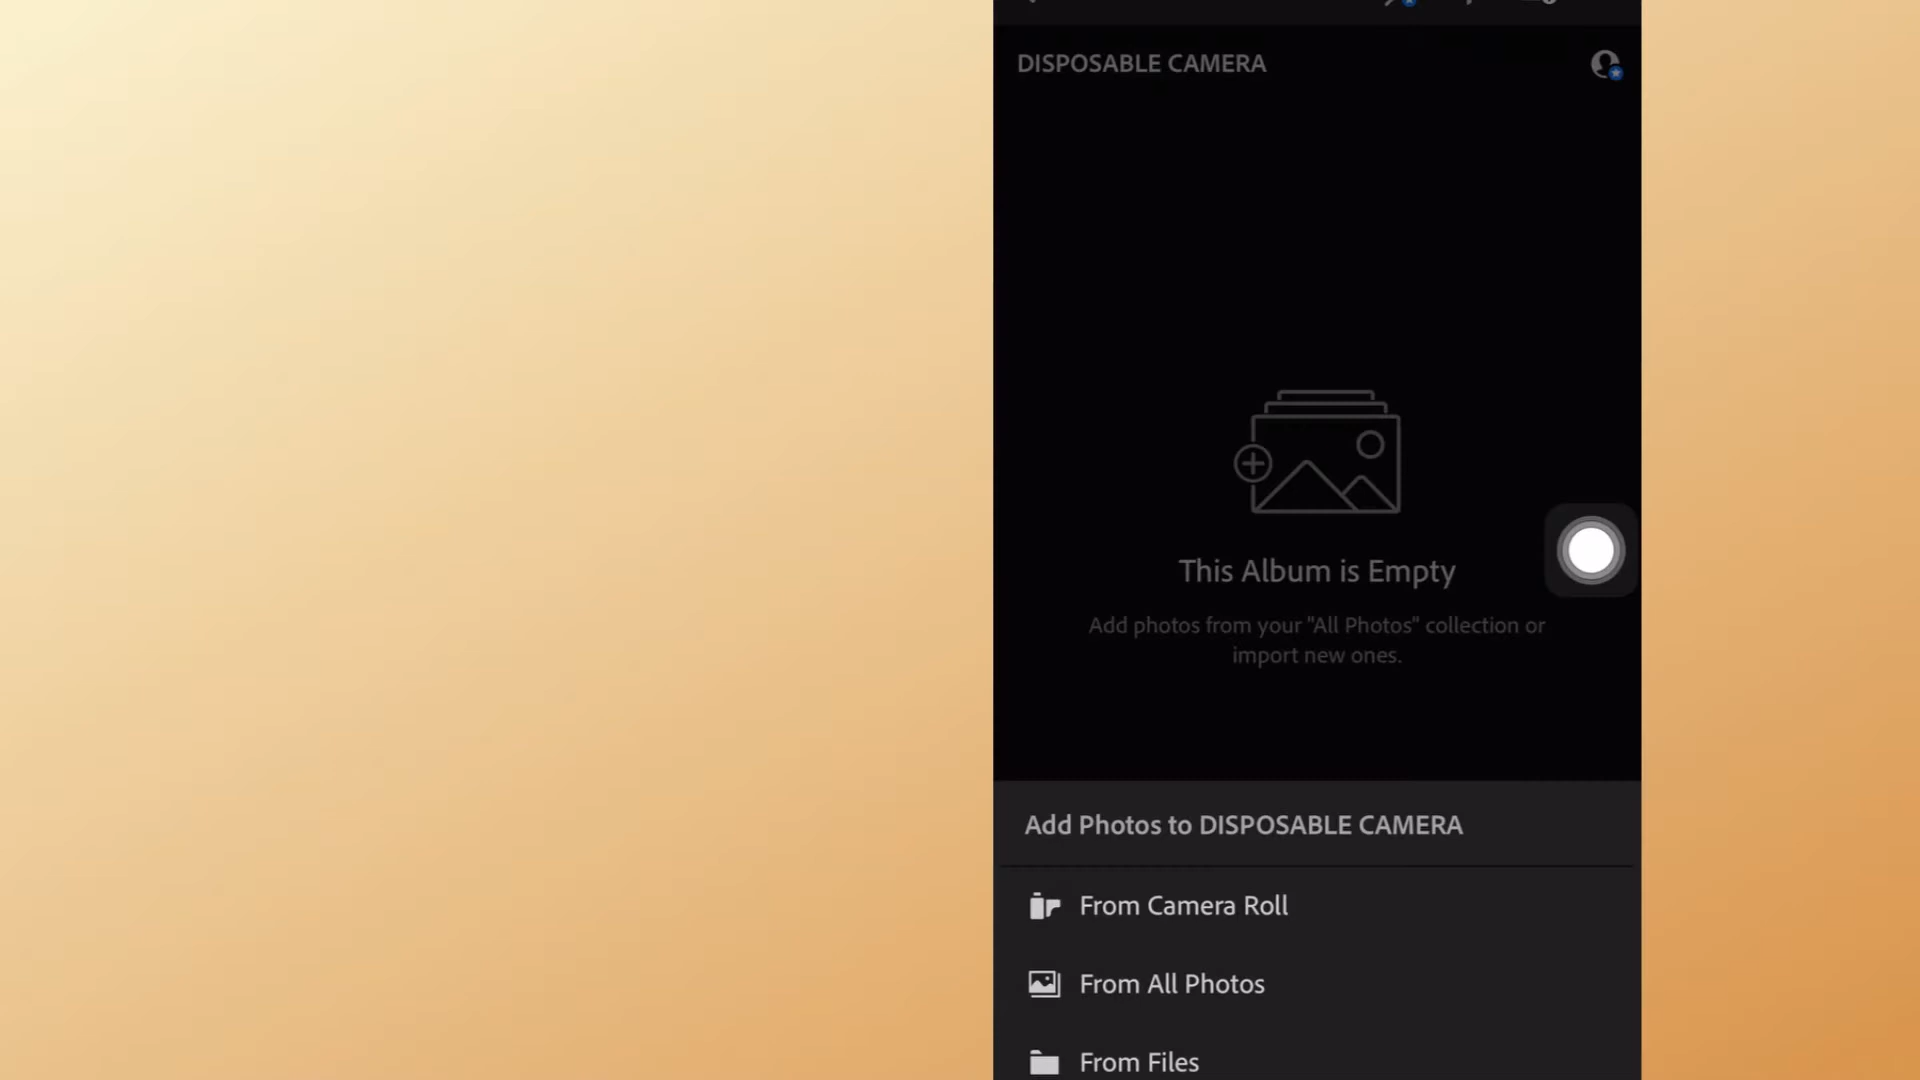 DISPOSABLE CAMERA
This Album is Empty
Add photos from your "All Photos" collection or
import new ones.
Add Photos to DISPOSABLE CAMERA
From Camera Roll
From All Photos
From Files